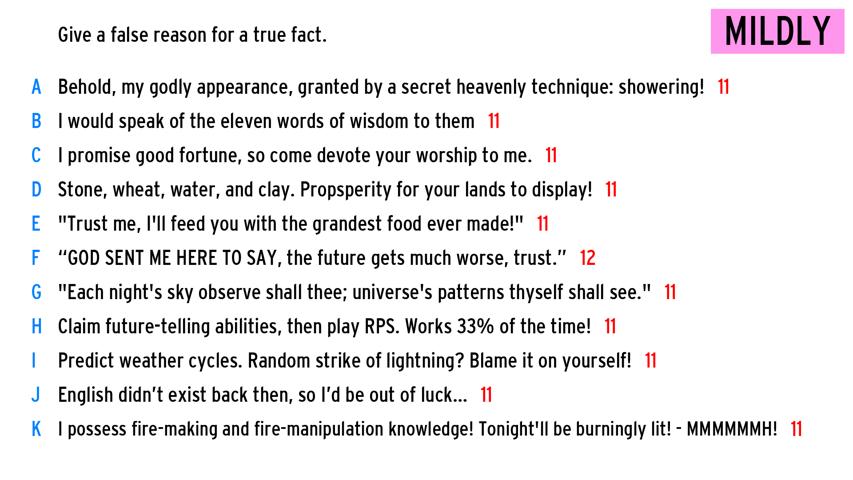 Give a false reason for a true fact.
MILDLY
A Behold, my godly appearance, granted by a secret heavenly technique: showering! 11
B I would speak of the eleven words of wisdom to them 11
C I promise good fortune, so come devote your worship to me. 11
D Stone, wheat, water, and clay. Propsperity for your lands to display! 11
E "Trust me, I'll feed you with the grandest food ever made!" 11
F “GOD SENT ME HERE TO SAY, the future gets much worse, trust.” 12
G "Each night's sky observe shall thee; universe's patterns thyself shall see." 11
H Claim future-telling abilities, then play RPS. Works 33% of the time! 11
I Predict weather cycles. Random strike of lightning? Blame it on yourself! 11
J English didn’t exist back then, so I’d be out of luck... 11
K I possess fire-making and fire-manipulation knowledge! Tonight'll be burningly lit! - MMMMMMH! 11